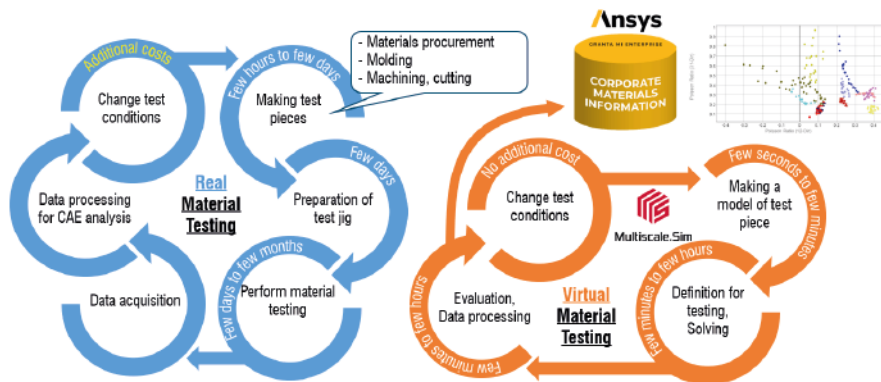 Additional costs
Change test
conditions
Few hours to few days
Making test
pieces
- Materials procurement
- Molding
- Machining, cutting
Few days
Preparation of
test jig
Few days to few months
Perform material
testing
Data acquisition
Data processing
for CAE analysis
Real
Material
Testing
Ansys
GRANTA MI ENTERPRISE
CORPORATE
MATERIALS
INFORMATION
No additional cost
Change test
conditions
Multiscale.Sim
Few seconds to few minutes
Making a
model of test
piece
Few minutes to few hours
Definition for
testing,
Solving
Few minutes to few hours
Evaluation,
Data processing
Virtual
Material
Testing